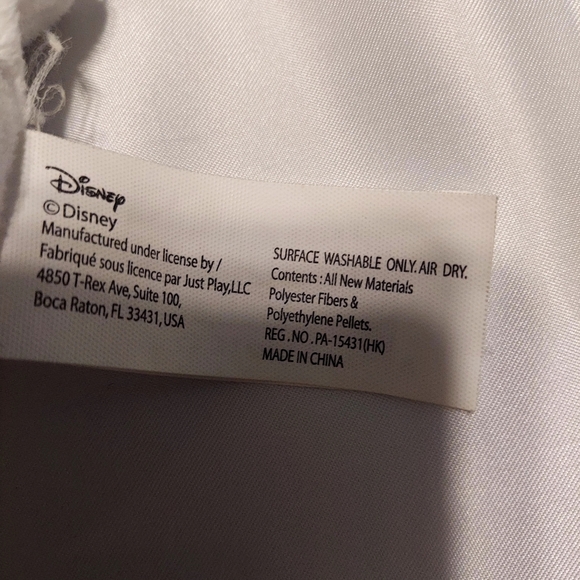 Disney
©Disney
Manufactured under license by /
Fabriqué sous licence par Just Play,LLC
4850 T-Rex Ave, Suite 100,
Boca Raton, FL 33431, USA
SURFACE WASHABLE ONLY. AIR DRY.
Contents : All New Materials
Polyester Fibers &
Polyethylene Pellets.
REG . NO . PA-15431(HK)
MADE IN CHINA